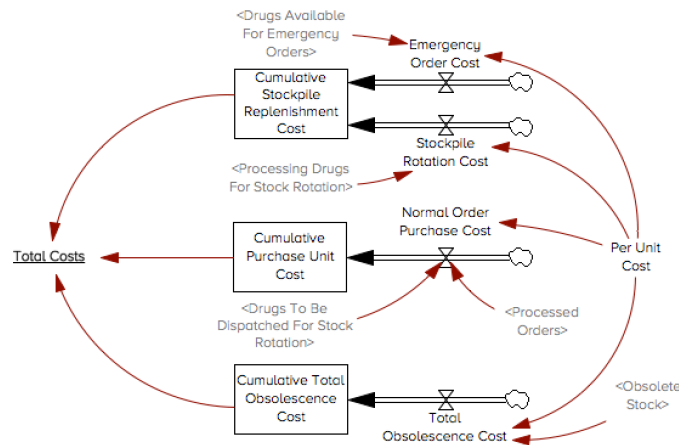 <Drugs Available
For Emergency
Orders>
Emergency
Order Cost
Cumulative
Stockpile
Replenishment
Cost
Stockpile
Rotation Cost
<Processing Drugs
For Stock Rotation>
Normal Order
Purchase Cost
Total Costs
Cumulative
Purchase Unit
Cost
Per Unit
Cost
<Drugs To Be
Dispatched For Stock
Rotation>
<Processed
Orders>
Cumulative Total
Obsolescence
Cost
<Obsolete
Stock>
Total
Obsolescence Cost